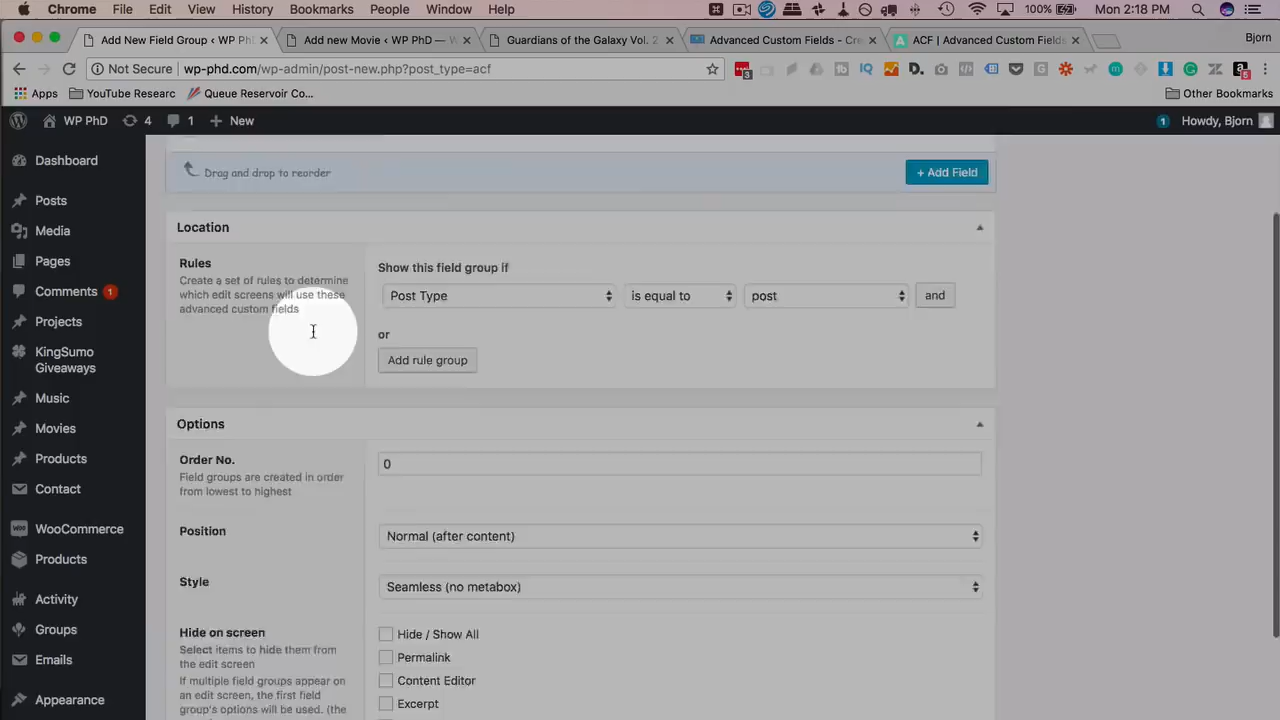 Chrome File Edit View History Bookmarks People Window Help 100% Mon 2:18 PM
Add New Field Group ‹ WP PhD Add new Movie ‹ WP PhD — W Guardians of the Galaxy Vol. 2 Advanced Custom Fields - Cre ACF | Advanced Custom Fields Bjorn
Not Secure wp-phd.com/wp-admin/post-new.php?post_type=acf
Apps YouTube Researc Queue Reservoir Co... Other Bookmarks
WP PhD 4 1 + New 1 Howdy, Bjorn
Dashboard
Posts
Media
Pages
Comments 1
Projects
KingSumo
Giveaways
Music
Movies
Products
Contact
WooCommerce
Products
Activity
Groups
Emails
Appearance
Drag and drop to reorder
+ Add Field
Location
Rules
Create a set of rules to determine
which edit screens will use these
advanced custom fields
Show this field group if
Post Type is equal to post and
or
Add rule group
Options
Order No.
Field groups are created in order
from lowest to highest
0
Position
Normal (after content)
Style
Seamless (no metabox)
Hide on screen
Select items to hide them from
the edit screen
If multiple field groups appear on
an edit screen, the first field
group's options will be used. (the
Hide / Show All
Permalink
Content Editor
Excerpt